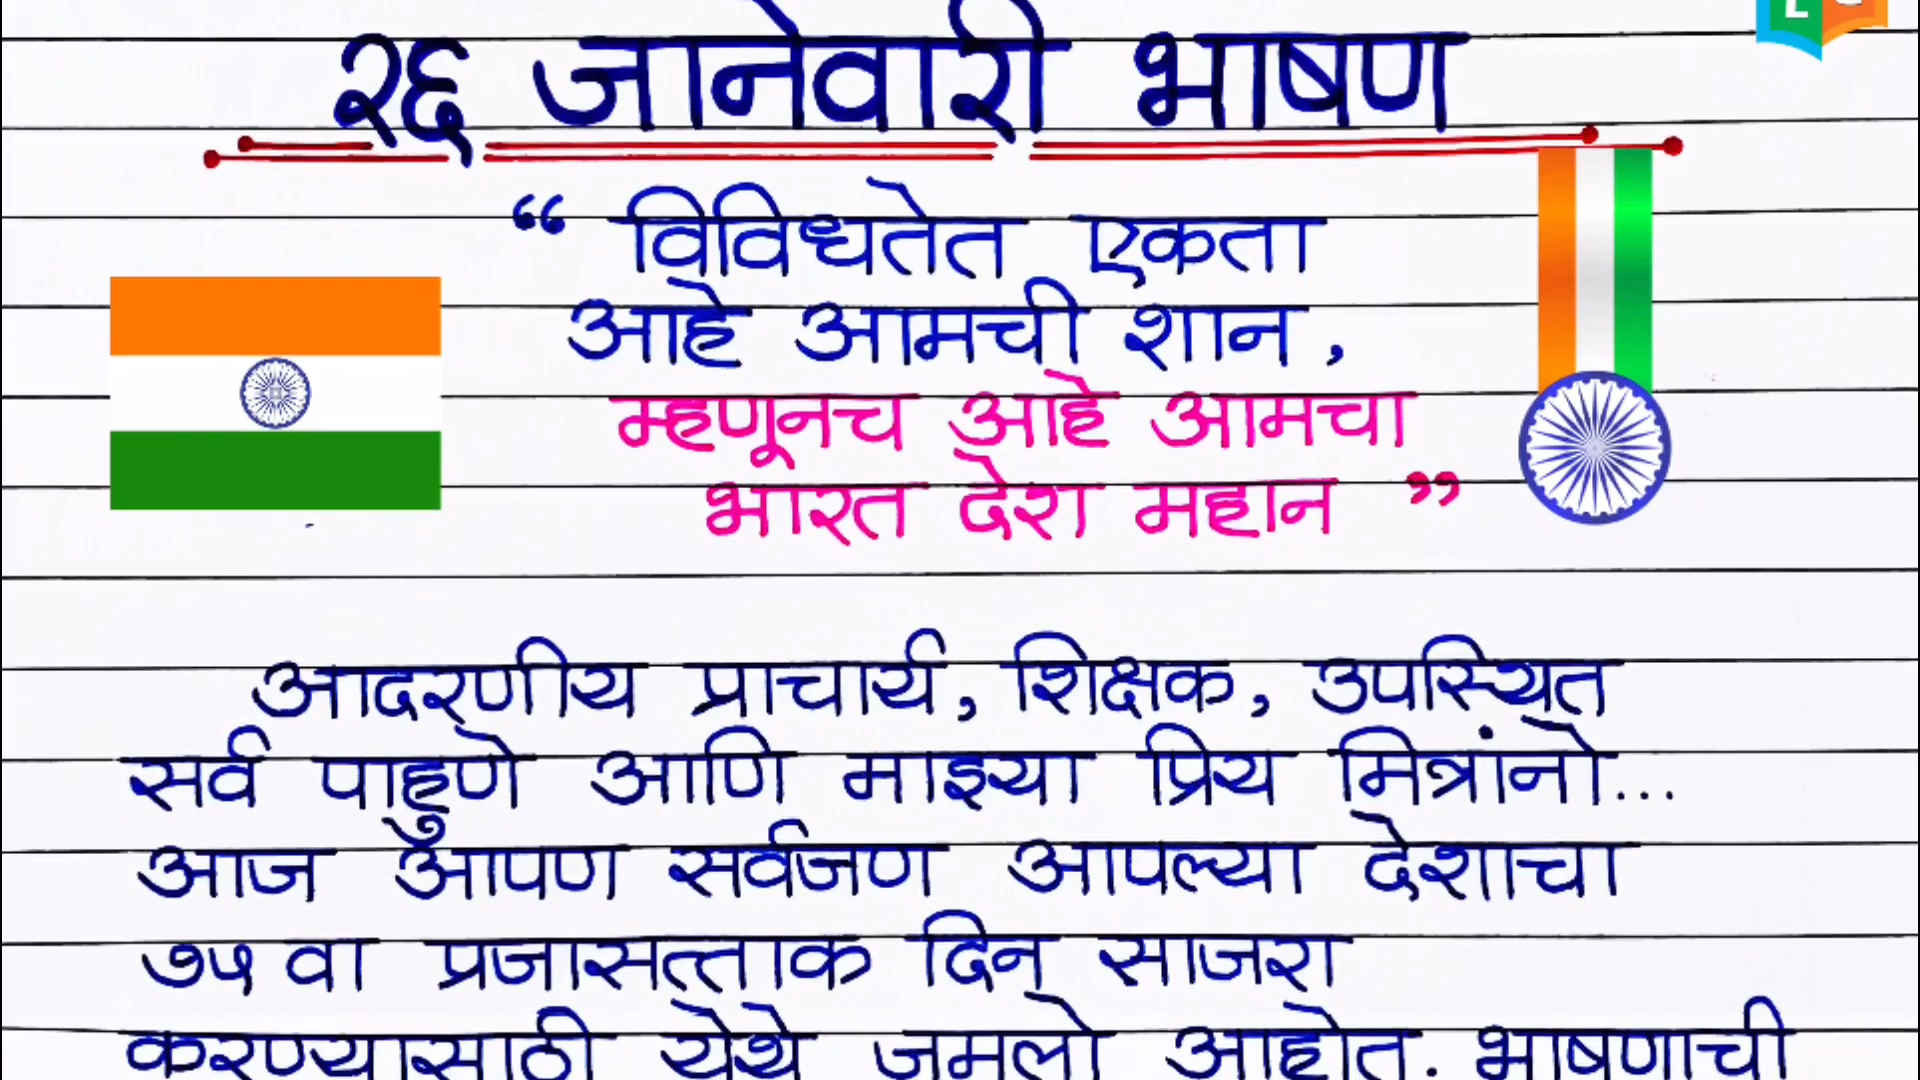 २६ जानेवारी भाषण
“ विविधतेत एकता
आहे आमची शान,
म्हणूनच आहे आमचा
भारत देश महान ”
आदरणीय प्राचार्य, शिक्षक, उपस्थित
सर्व पाहुणे आणि माझ्या प्रिय मित्रांनो...
आज आपण सर्वजण आपल्या देशाचा
७५ वा प्रजासत्ताक दिन साजरा
करण्यासाठी येथे जमलो आहोत. भाषणाची